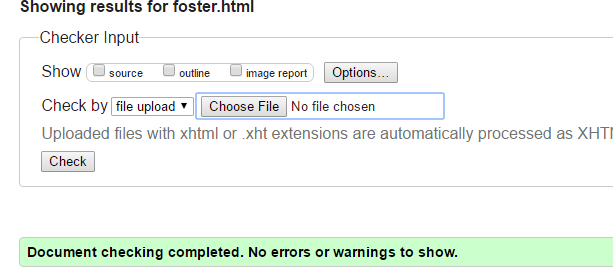 Showing results for foster.html
Checker Input
Show source outline image report Options...
Check by file upload ▼ Choose File No file chosen
Uploaded files with xhtml or .xht extensions are automatically processed as
Check
Document checking completed. No errors or warnings to show.